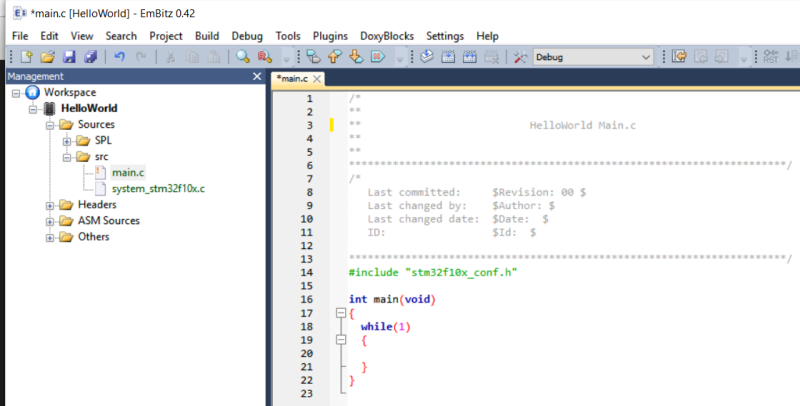 *main.c [HelloWorld] - EmBitz 0.42
File Edit View Search Project Build Debug Tools Plugins DoxyBlocks Settings Help
Debug
Management
Workspace
HelloWorld
Sources
SPL
src
main.c
system_stm32f10x.c
Headers
ASM Sources
Others
*main.c
1 /*
2 **
3 ** HelloWorld Main.c
4 **
5 **
6 **********************************************************************/
7 /*
8 Last committed: $Revision: 00 $
9 Last changed by: $Author: $
10 Last changed date: $Date:  $
11 ID: $Id:  $
12
13 **********************************************************************/
14 #include "stm32f10x_conf.h"
15
16 int main(void)
17 {
18 while(1)
19 {
20
21 }
22 }
23